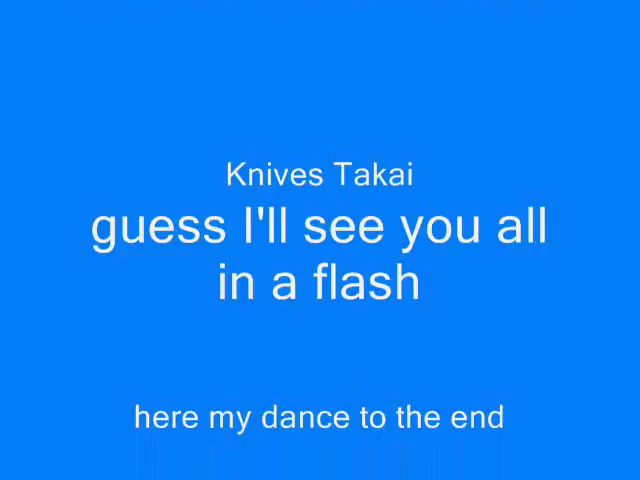 Knives Takai
guess I'll see you all
in a flash
here my dance to the end